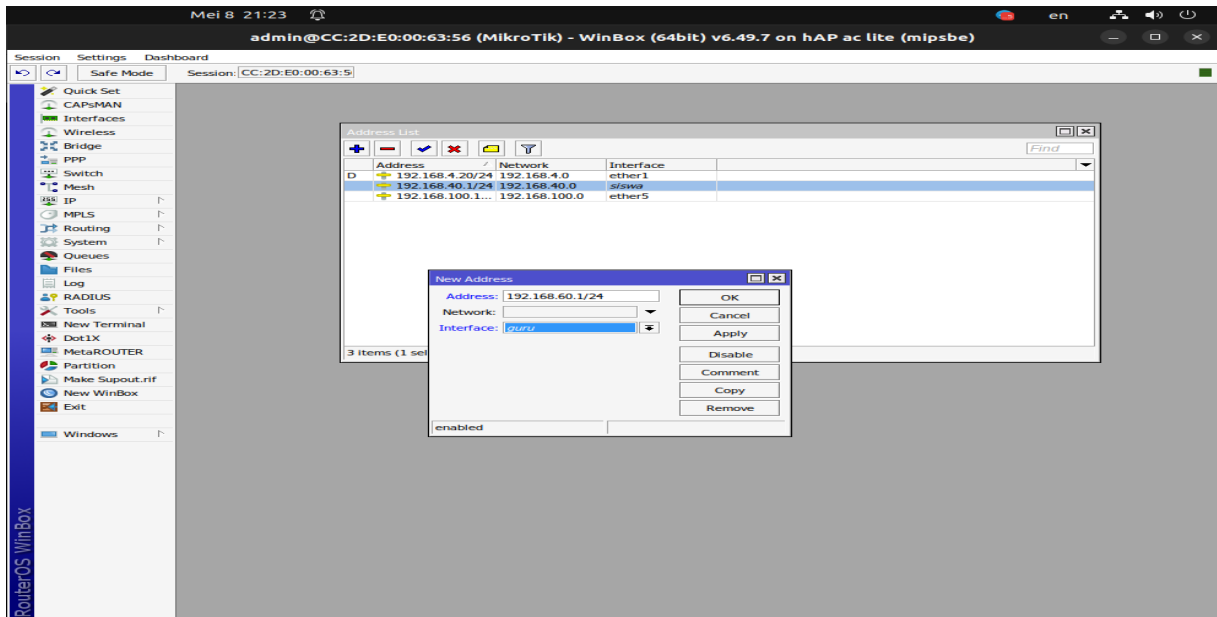 Mei 8 21:23 en
admin@CC:2D:E0:00:63:56 (MikroTik) - WinBox (64bit) v6.49.7 on hAP ac lite (mipsbe)
Session Settings Dashboard
Safe Mode Session: CC:2D:E0:00:63:5
Quick Set
CAPsMAN
Interfaces
Wireless
Bridge
PPP
Switch
Mesh
IP
MPLS
Routing
System
Queues
Files
Log
RADIUS
Tools
New Terminal
Dot1X
MetaROUTER
Partition
Make Supout.rif
New WinBox
Exit
Windows
RouterOS WinBox
Address List
Find
Address Network Interface
D 192.168.4.20/24 192.168.4.0 ether1
192.168.40.1/24 192.168.40.0 siswa
192.168.100.1... 192.168.100.0 ether5
3 items (1 sel
New Address
Address: 192.168.60.1/24
Network:
Interface: guru
OK
Cancel
Apply
Disable
Comment
Copy
Remove
enabled